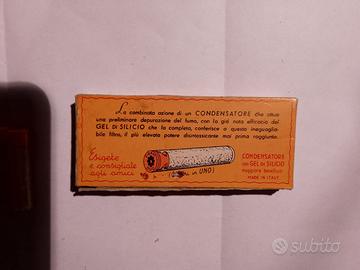 La combinata azione di un CONDENSATORE che attua
una preliminare depurazione del fumo, con la già nota efficacia del
GEL DI SILICIO che la completa, conferisce a questo ineguaglia-
bile filtro, il più elevato potere disintossicante mai prima raggiunto.
Esigete
e consigliate
agli amici
in UNO)
CONDENSATORE
con GEL DI SILICIO
MADE IN ITALY
subito